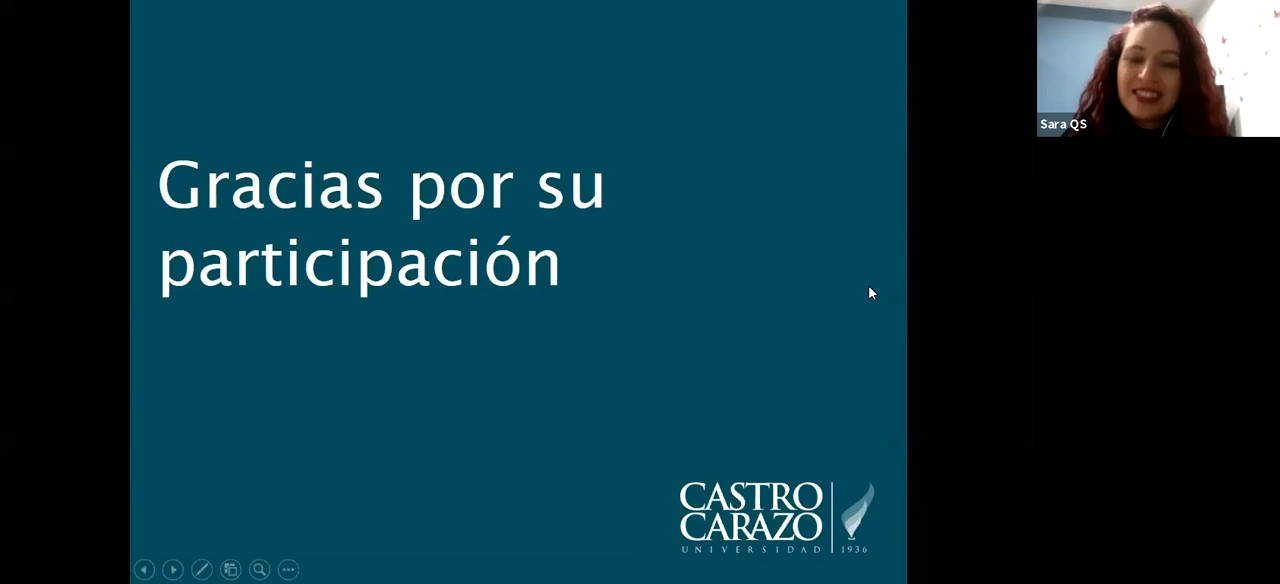 Gracias por su
participación
Sara QS
CASTRO
CARAZO
UNIVERSIDAD 1936